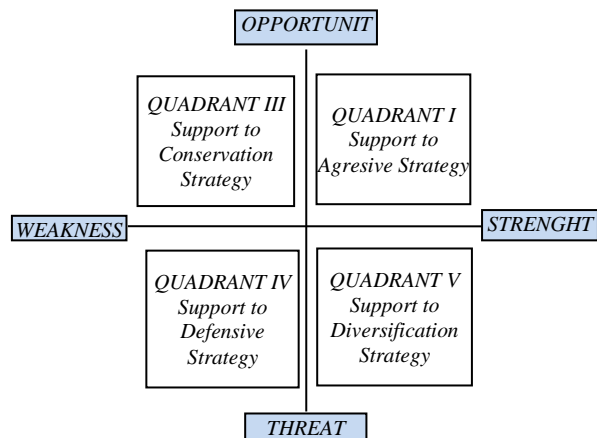 OPPORTUNIT
QUADRANT III
Support to
Conservation
Strategy
QUADRANT I
Support to
Agresive Strategy
WEAKNESS
STRENGHT
QUADRANT IV
Support to
Defensive
Strategy
QUADRANT V
Support to
Diversification
Strategy
THREAT